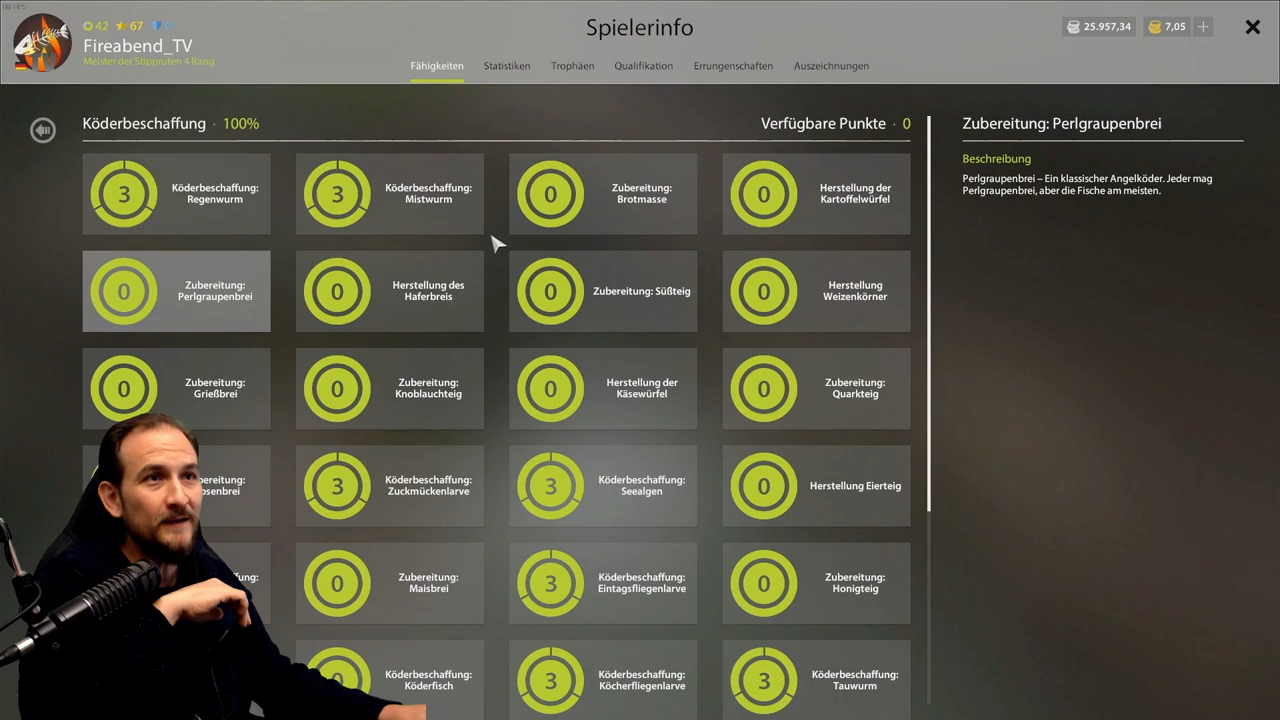 42 67 0
Fireabend_TV
Meister der Stippruten 4 Rang
Spielerinfo
25.957,34 7,05 +
Fähigkeiten Statistiken Trophäen Qualifikation Errungenschaften Auszeichnungen
Köderbeschaffung · 100%
Verfügbare Punkte · 0
3 Köderbeschaffung:
Regenwurm
3 Köderbeschaffung:
Mistwurm
0 Zubereitung:
Brotmasse
0 Herstellung der
Kartoffelwürfel
0 Zubereitung:
Perlgraupenbrei
0 Herstellung des
Haferbreis
0 Zubereitung: Süßteig
0 Herstellung
Weizenkörner
0 Zubereitung:
Grießbrei
0 Zubereitung:
Knoblauchteig
0 Herstellung der
Käsewürfel
0 Zubereitung:
Quarkteig
3 Köderbeschaffung:
Zuckmückenlarve
3 Köderbeschaffung:
Seealgen
0 Herstellung Eierteig
0 Zubereitung:
Maisbrei
3 Köderbeschaffung:
Eintagsfliegenlarve
0 Zubereitung:
Honigteig
Köderbeschaffung:
Köderfisch
3 Köderbeschaffung:
Köcherfliegenlarve
3 Köderbeschaffung:
Tauwurm
Zubereitung: Perlgraupenbrei
Beschreibung
Perlgraupenbrei – Ein klassischer Angelköder. Jeder mag
Perlgraupenbrei, aber die Fische am meisten.